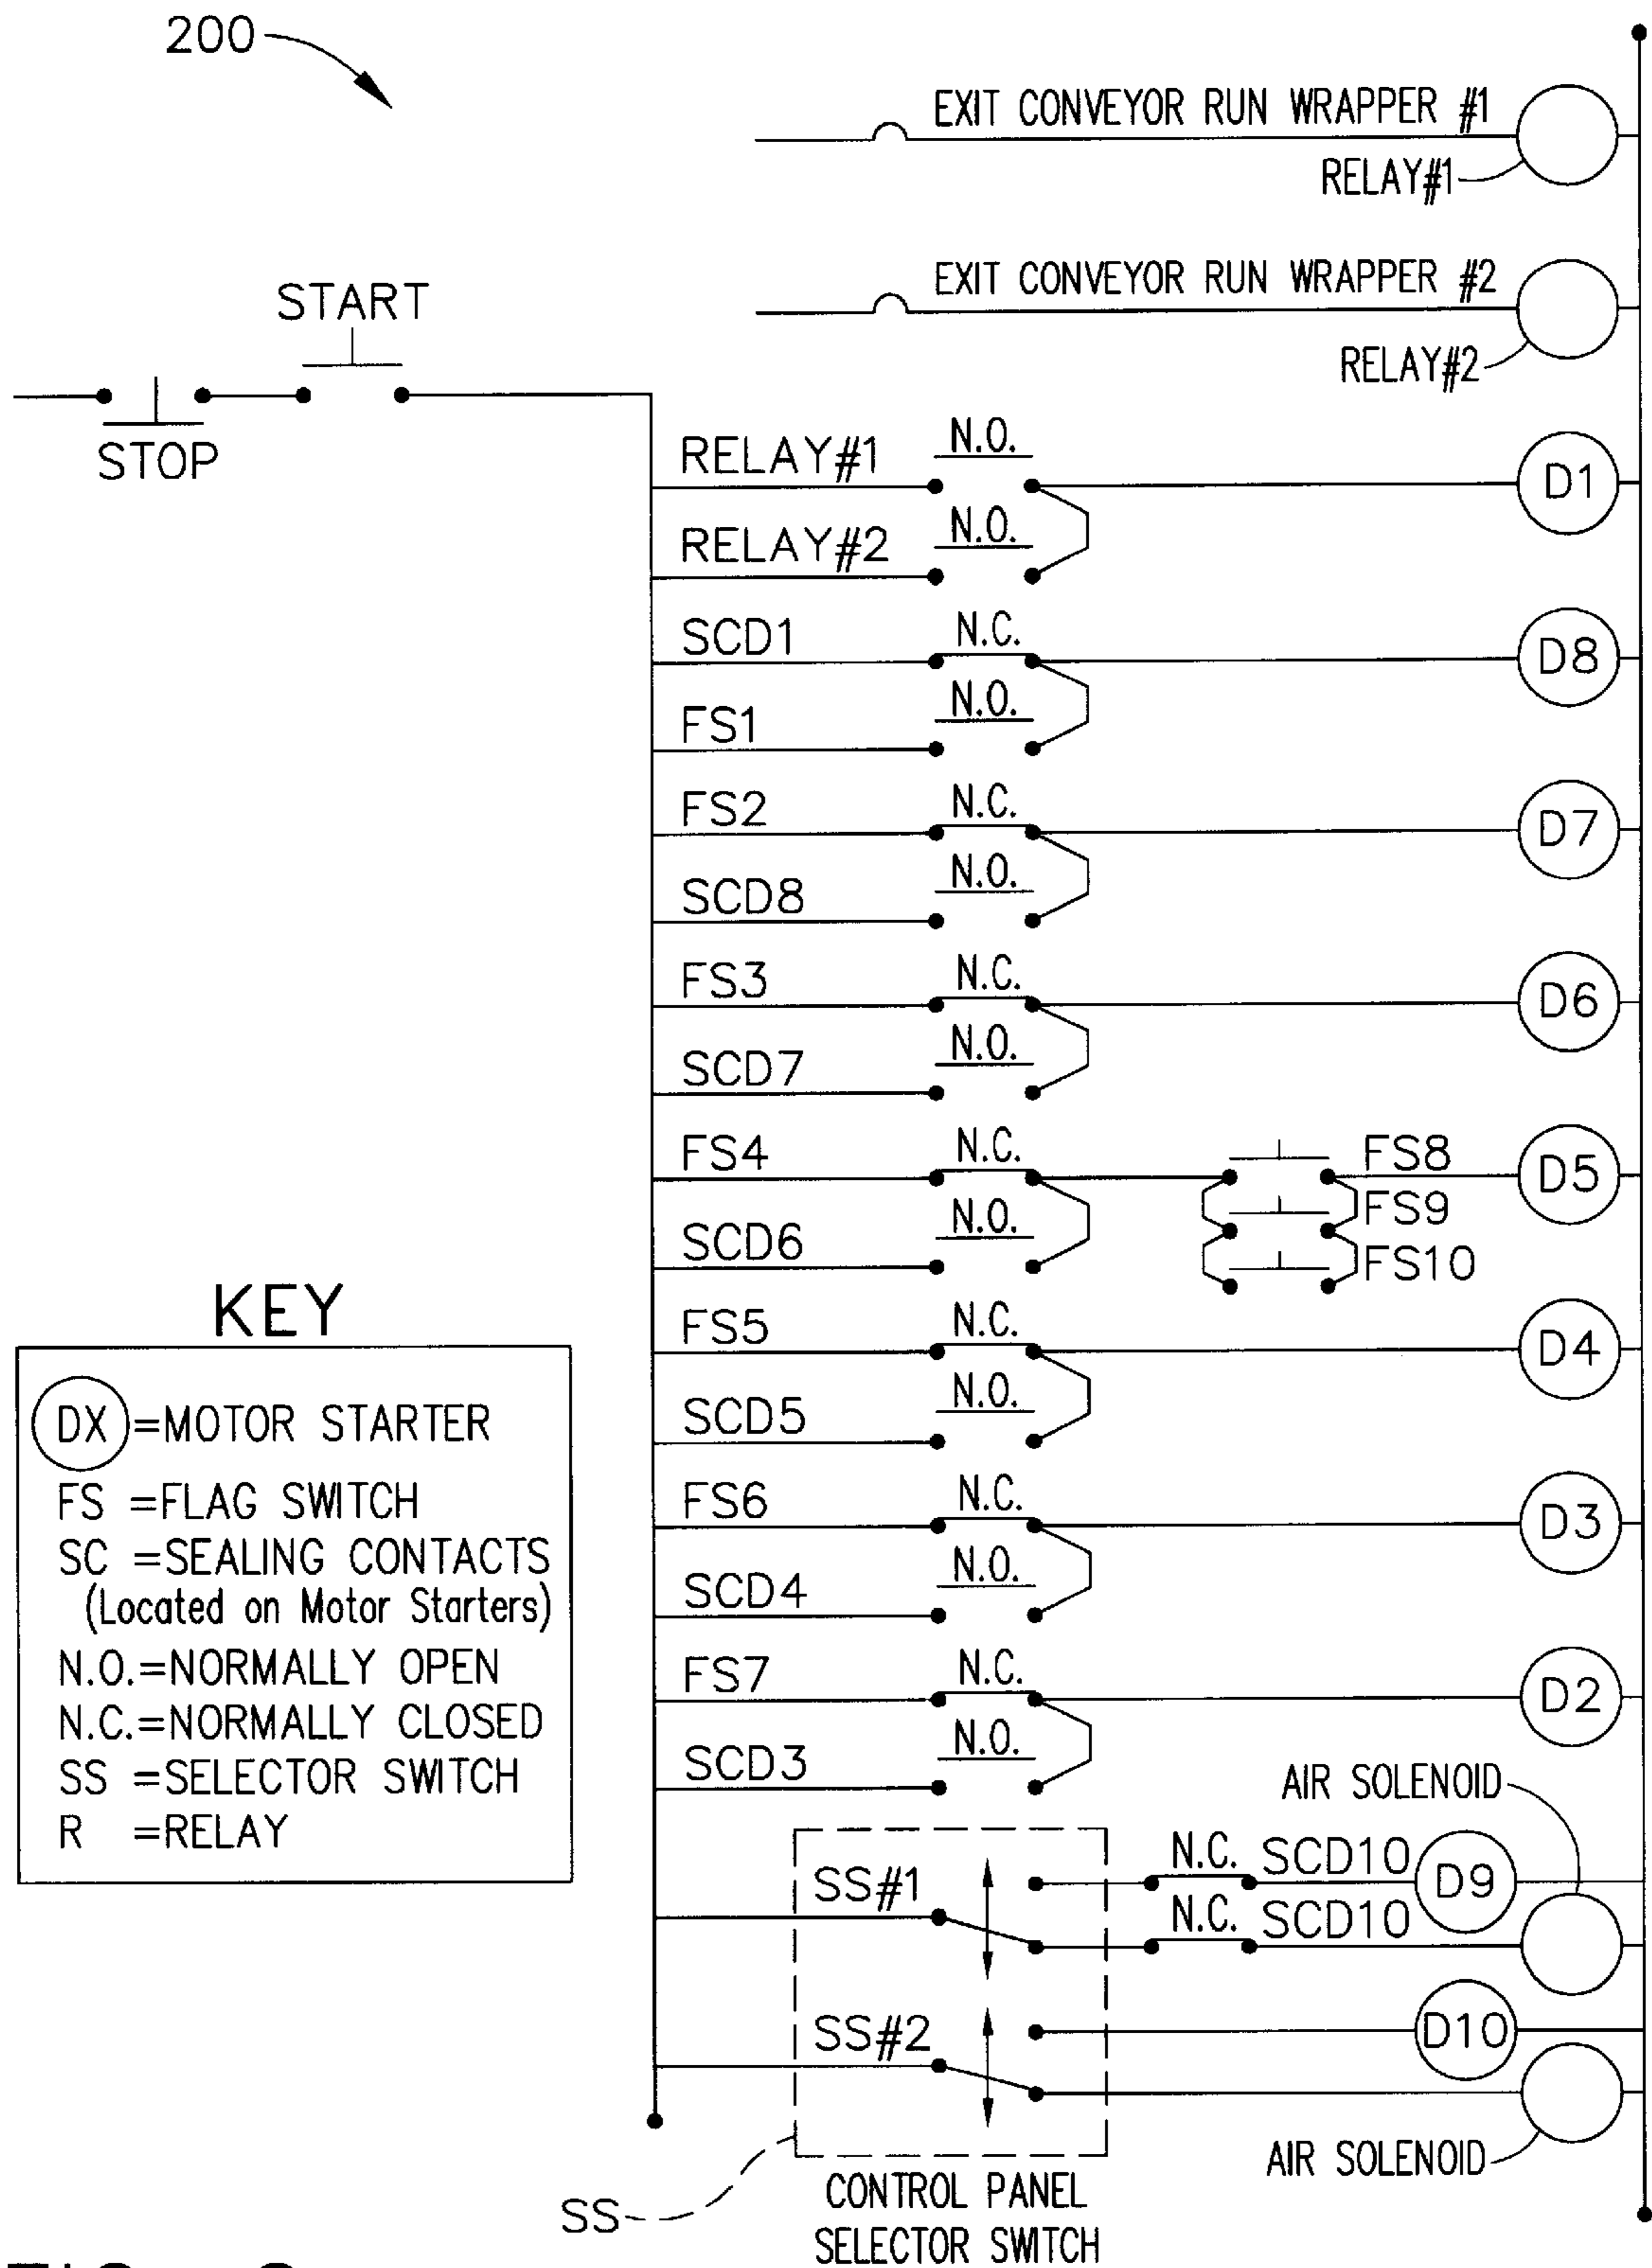 200
EXIT CONVEYOR RUN WRAPPER #1
RELAY#1
EXIT CONVEYOR RUN WRAPPER #2
RELAY#2
START
STOP
RELAY#1 N.O. D1
RELAY#2 N.O.
SCD1 N.C. D8
FS1 N.O.
FS2 N.C. D7
SCD8 N.O.
FS3 N.C. D6
SCD7 N.O.
FS4 N.C. FS8 D5
FS9
SCD6 N.O. FS10
FS5 N.C. D4
SCD5 N.O.
FS6 N.C. D3
SCD4 N.O.
FS7 N.C. D2
SCD3 N.O.
AIR SOLENOID
SS#1 N.C. SCD10 D9
N.C. SCD10
SS#2 D10
AIR SOLENOID
SS
CONTROL PANEL
SELECTOR SWITCH
KEY
DX =MOTOR STARTER
FS =FLAG SWITCH
SC =SEALING CONTACTS
(Located on Motor Starters)
N.O.=NORMALLY OPEN
N.C.=NORMALLY CLOSED
SS =SELECTOR SWITCH
R =RELAY